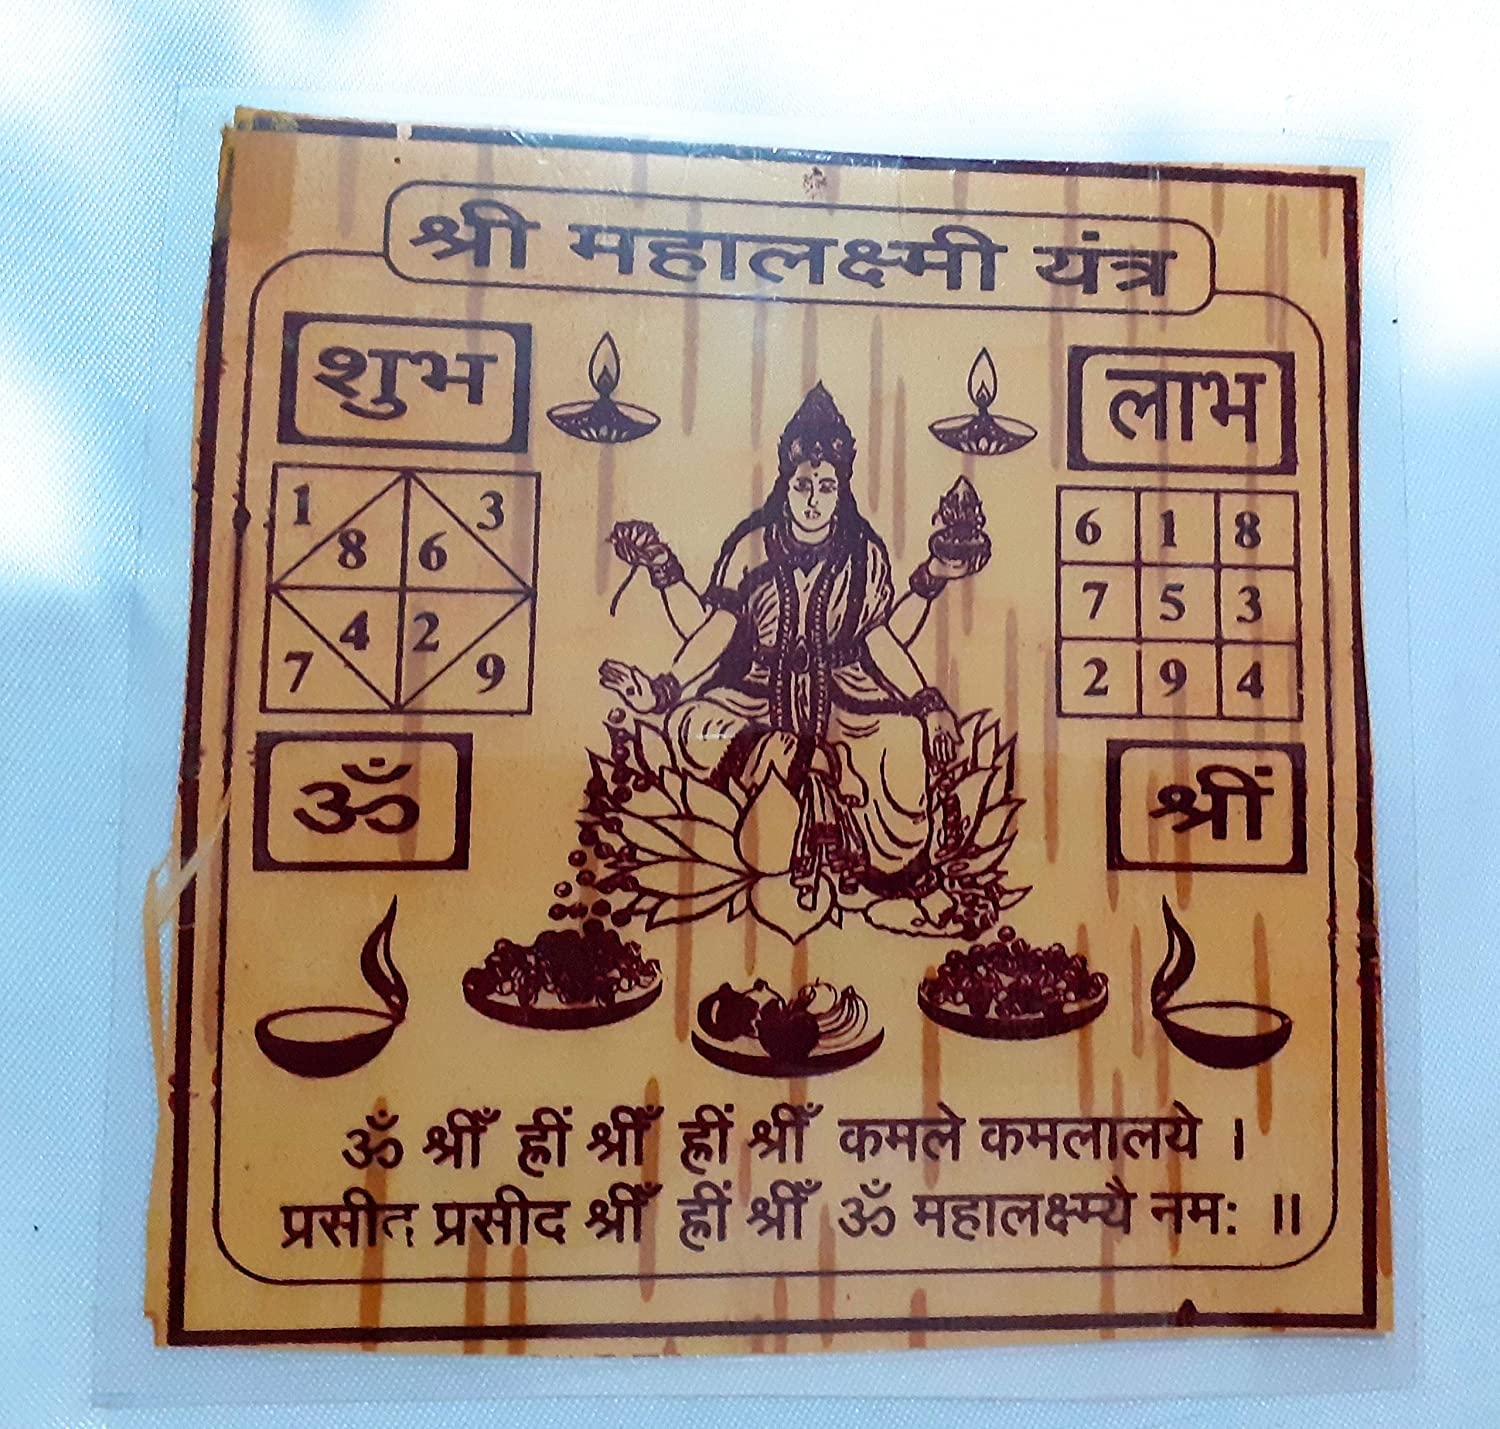 श्री महालक्ष्मी यंत्र
शुभ
लाभ
1 8 6 3
7 4 2 9
6 1 8
7 5 3
2 9 4
ॐ
श्रीं
ॐ श्रीँ ह्रीं श्रीँ ह्रीं श्रीँ कमले कमलालये ।
प्रसीद प्रसीद श्रीँ ह्रीं श्रीँ ॐ महालक्ष्म्यै नम: ॥